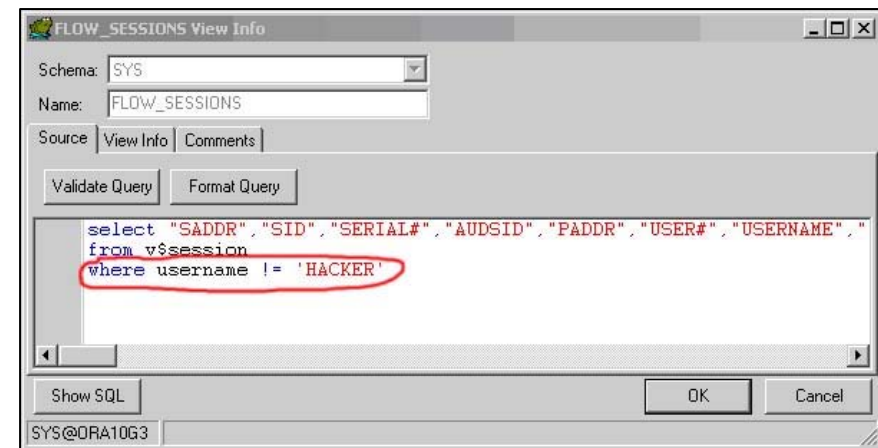 FLOW_SESSIONS View Info
Schema: SYS
Name: FLOW_SESSIONS
Source View Info Comments
Validate Query Format Query
select "SADDR","SID","SERIAL#","AUDSID","PADDR","USER#","USERNAME","
from v$session
where username != 'HACKER'
Show SQL OK Cancel
SYS@ORA10G3